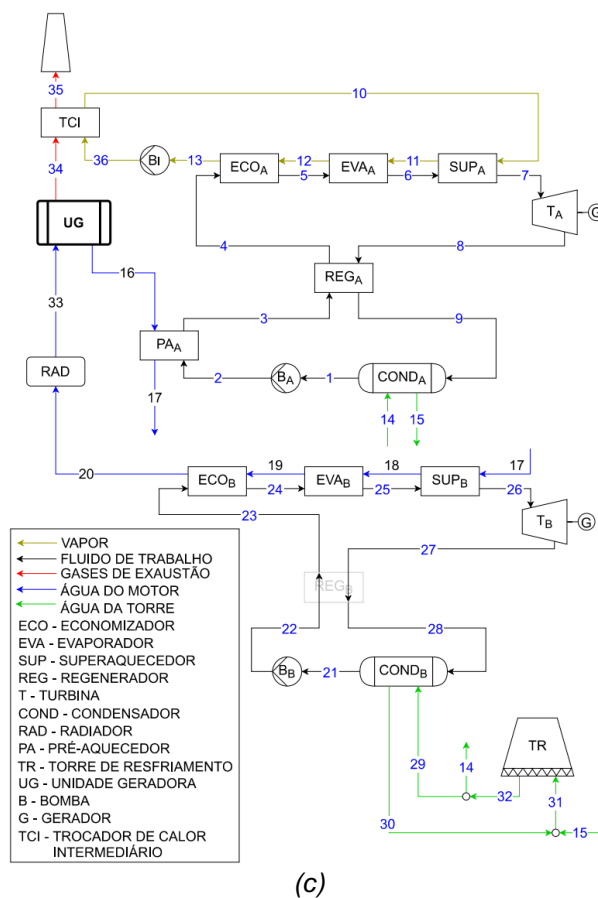 35
10
TCI
36
BI
13
ECOA
12
EVAA
11
SUPA
34
5
6
7
TA
G
UG
16
4
8
REGA
33
3
9
PAA
RAD
2
BA
1
CONDA
17
14
15
20
ECOB
19
EVAB
18
SUPB
17
24
25
26
23
TB
G
27
REGB
22
28
BB
21
CONDB
TR
29
14
32
31
30
15
VAPOR
FLUIDO DE TRABALHO
GASES DE EXAUSTÃO
ÁGUA DO MOTOR
ÁGUA DA TORRE
ECO - ECONOMIZADOR
EVA - EVAPORADOR
SUP - SUPERAQUECEDOR
REG - REGENERADOR
T - TURBINA
COND - CONDENSADOR
RAD - RADIADOR
PA - PRÉ-AQUECEDOR
TR - TORRE DE RESFRIAMENTO
UG - UNIDADE GERADORA
B - BOMBA
G - GERADOR
TCI - TROCADOR DE CALOR
INTERMEDIÁRIO
(c)